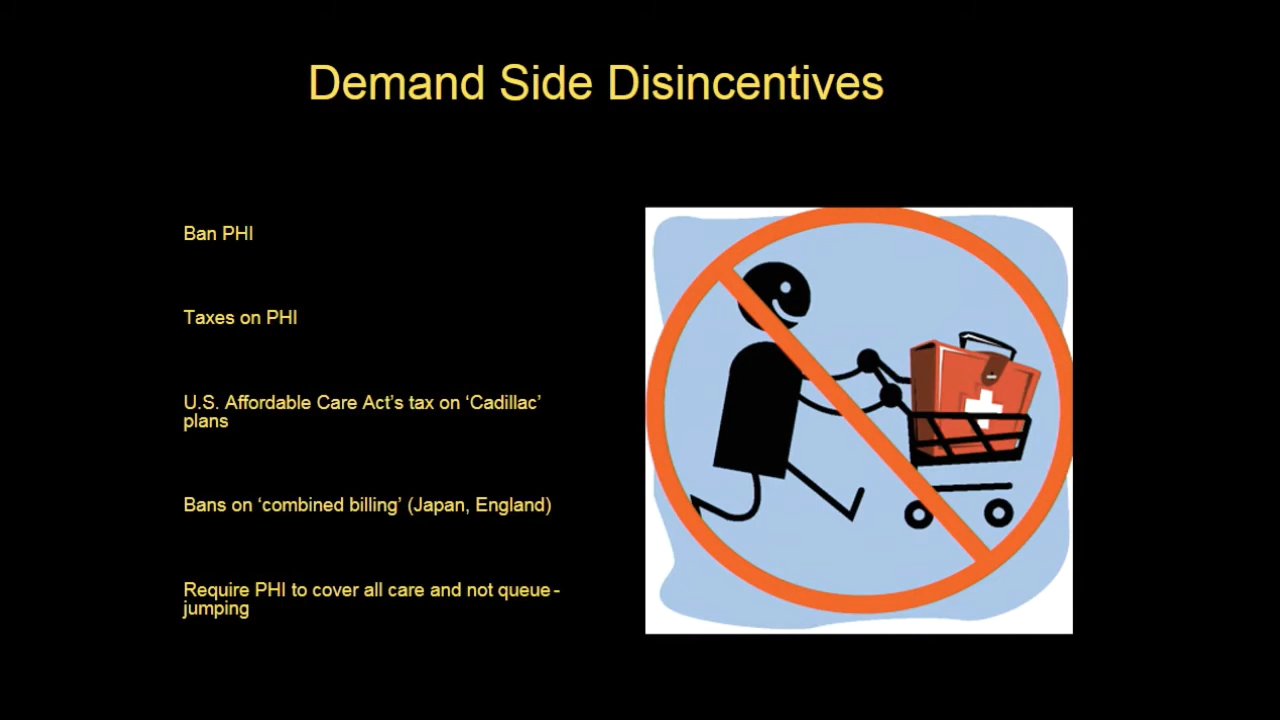 Demand Side Disincentives
Ban PHI
Taxes on PHI
U.S. Affordable Care Act's tax on ‘Cadillac’
plans
Bans on ‘combined billing’ (Japan, England)
Require PHI to cover all care and not queue-
jumping